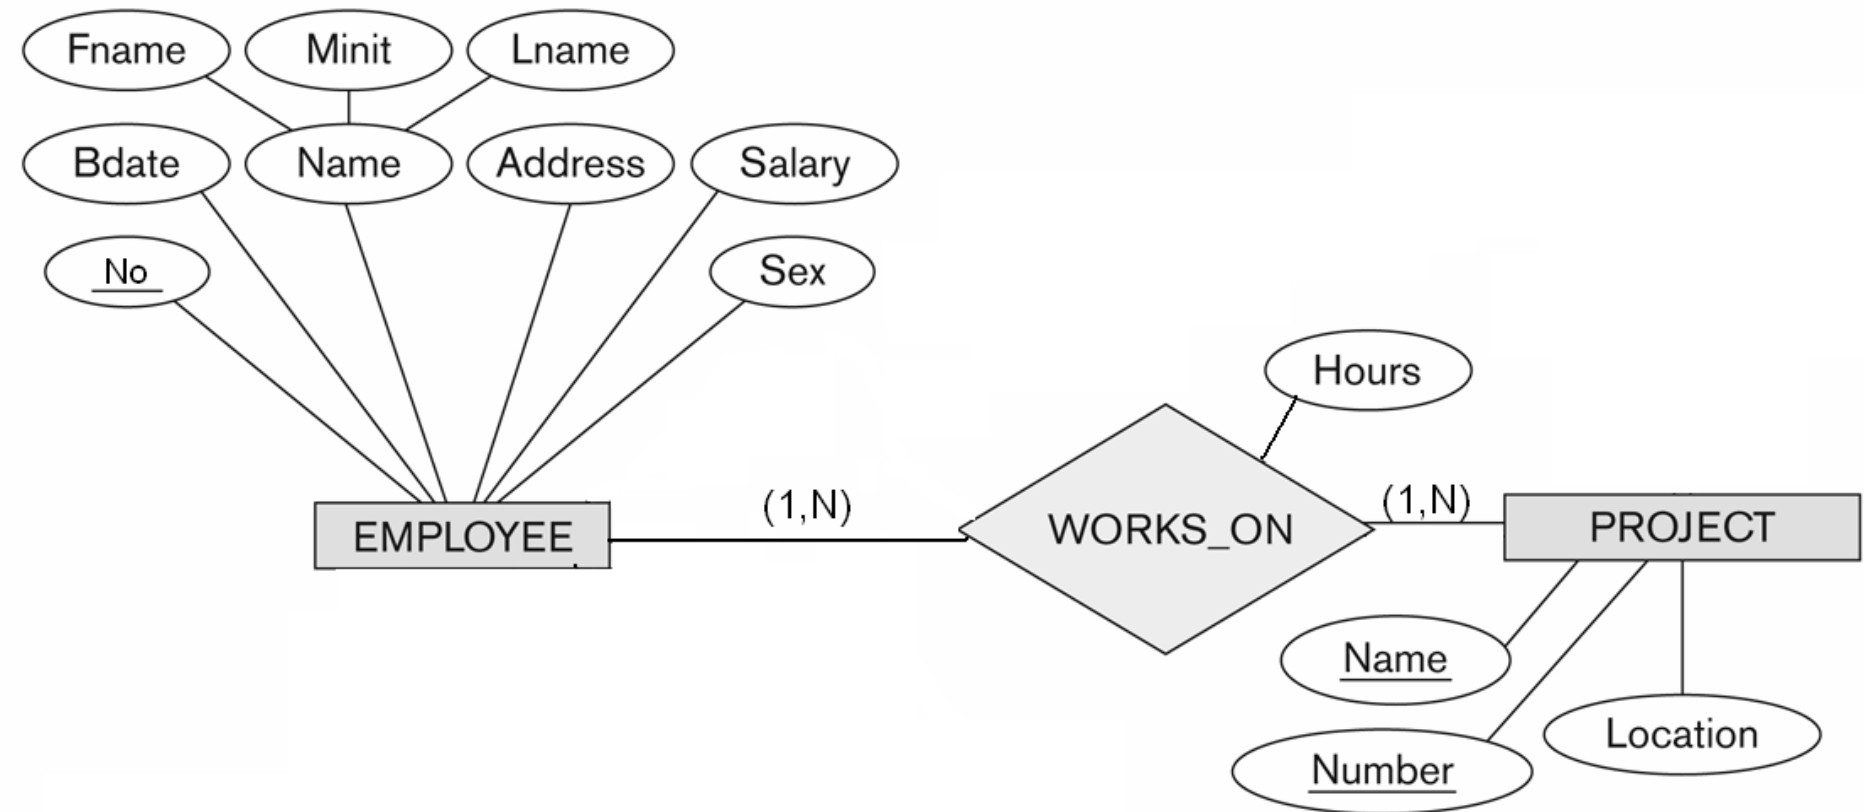 Fname
Minit
Lname
Bdate
Name
Address
Salary
No
Sex
Hours
EMPLOYEE
(1,N)
WORKS_ON
(1,N)
PROJECT
Name
Number
Location